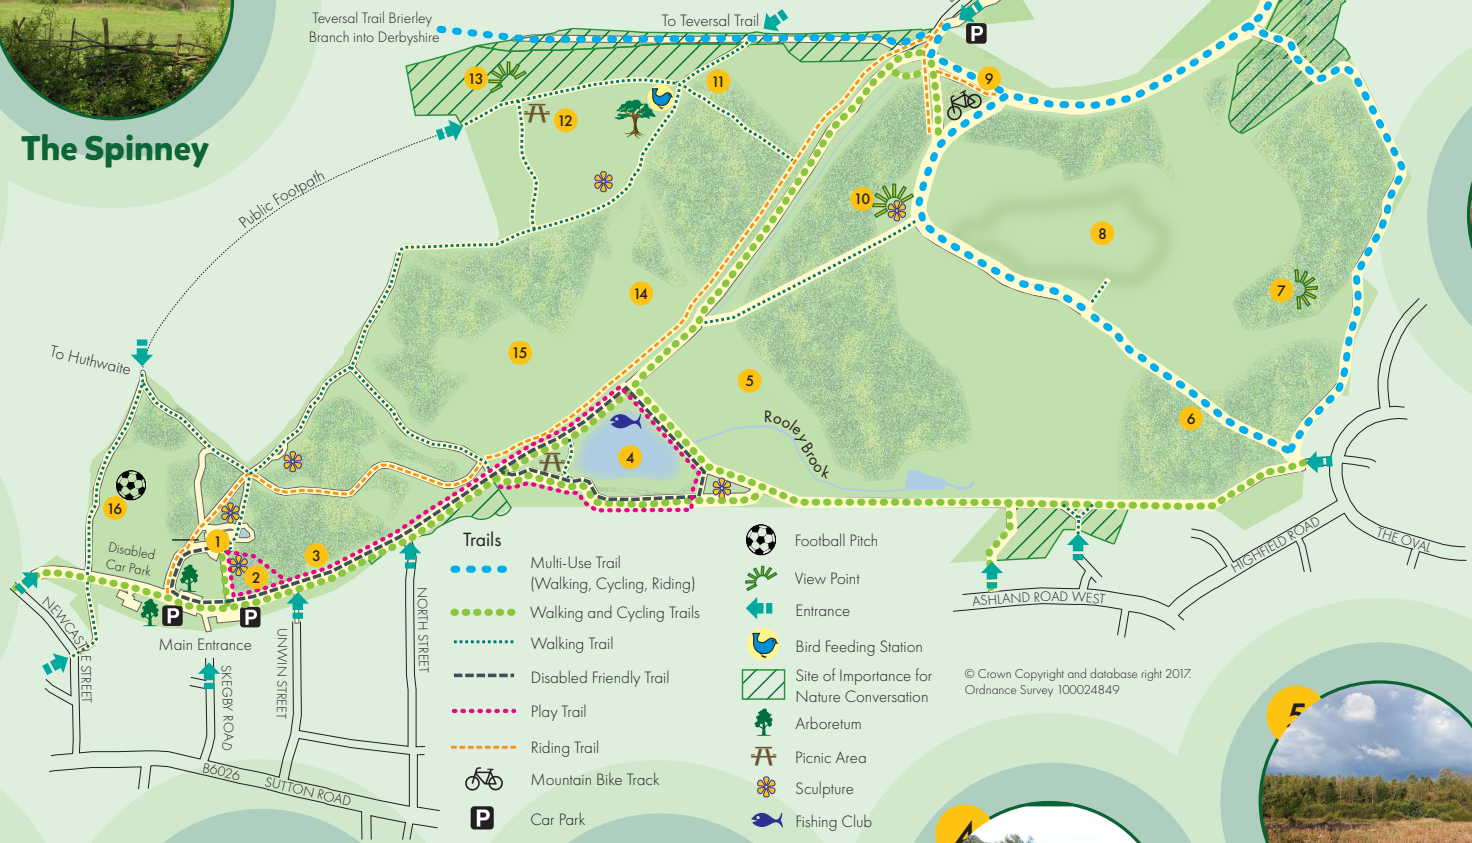 Teversal Trail Brierley
Branch into Derbyshire
To Teversal Trail
P
The Spinney
Public Footpath
To Huthwaite
13
12
11
9
10
8
7
14
15
5
6
4
Rooley Brook
16
1
2
3
Disabled
Car Park
P
P
Main Entrance
NEWCASTLE STREET
SKEGBY ROAD
UNWIN STREET
NORTH STREET
B6026
SUTTON ROAD
ASHLAND ROAD WEST
HIGHFIELD ROAD
THE OVAL
Trails
Multi-Use Trail
(Walking, Cycling, Riding)
Walking and Cycling Trails
Walking Trail
Disabled Friendly Trail
Play Trail
Riding Trail
Mountain Bike Track
P
Car Park
Football Pitch
View Point
Entrance
Bird Feeding Station
Site of Importance for
Nature Conversation
Arboretum
Picnic Area
Sculpture
Fishing Club
© Crown Copyright and database right 2017.
Ordnance Survey 100024849
5
4